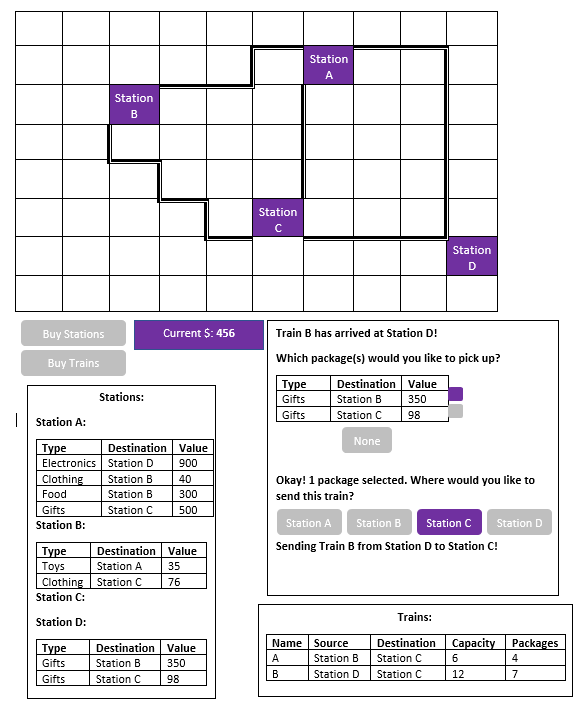 Station
A
Station
B
Station
C
Station
D
Buy Stations
Current $: 456
Buy Trains
Train B has arrived at Station D!
Which package(s) would you like to pick up?
Type Destination Value
Gifts Station B 350
Gifts Station C 98
None
Okay! 1 package selected. Where would you like to
send this train?
Station A Station B Station C Station D
Sending Train B from Station D to Station C!
Stations:
Station A:
Type Destination Value
Electronics Station D 900
Clothing Station B 40
Food Station B 300
Gifts Station C 500
Station B:
Type Destination Value
Toys Station A 35
Clothing Station C 76
Station C:
Station D:
Type Destination Value
Gifts Station B 350
Gifts Station C 98
Trains:
Name Source Destination Capacity Packages
A Station B Station C 6 4
B Station D Station C 12 7